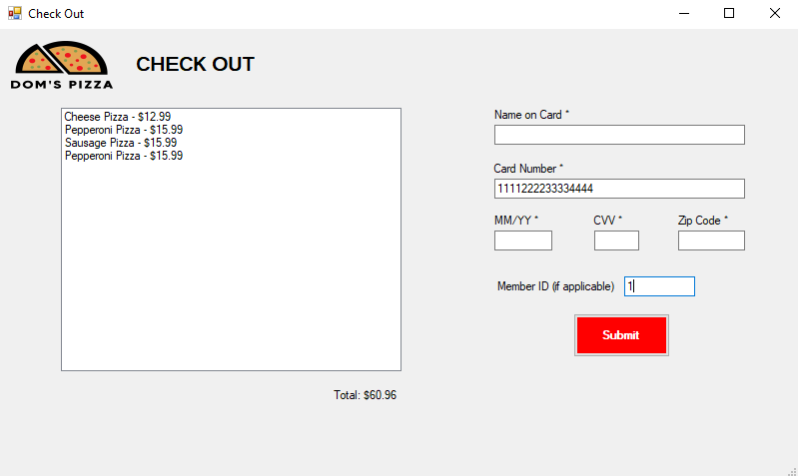 Check Out
DOM'S PIZZA
CHECK OUT
Cheese Pizza - $12.99
Pepperoni Pizza - $15.99
Sausage Pizza - $15.99
Pepperoni Pizza - $15.99
Total: $60.96
Name on Card *
Card Number *
1111222233334444
MM/YY * CVV * Zip Code *
Member ID (if applicable) 1
Submit